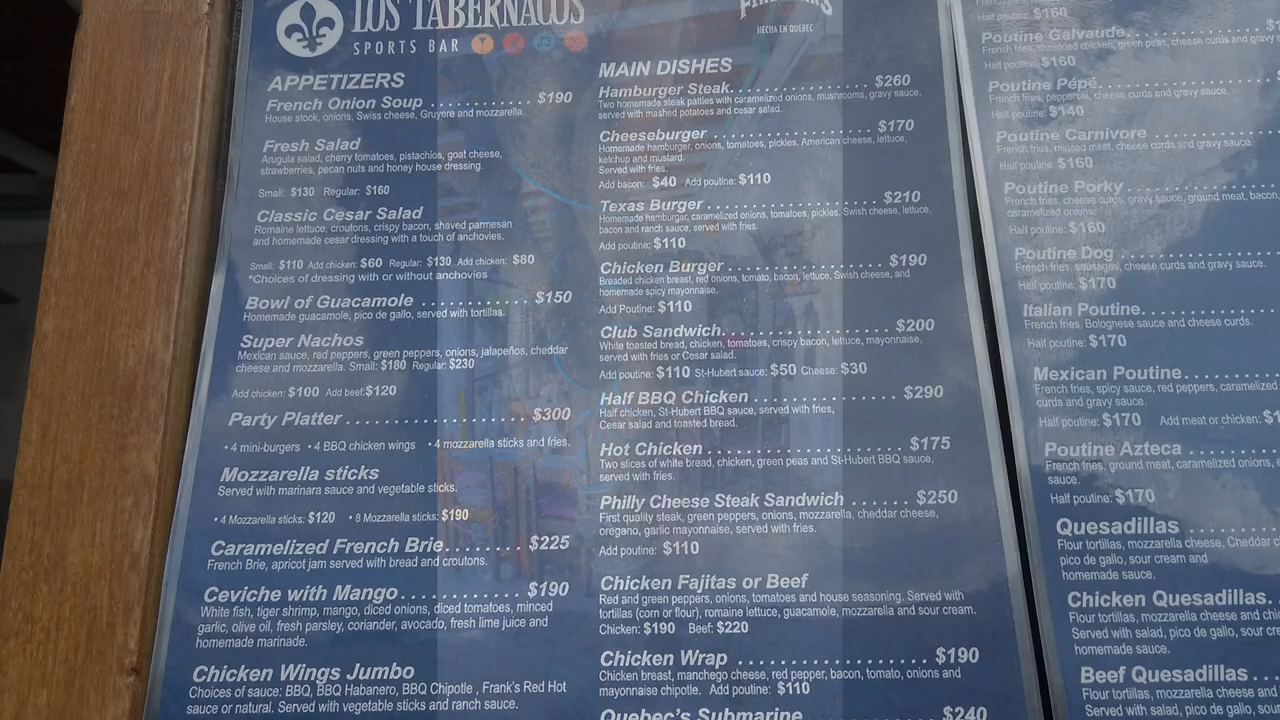 LOS TABERNACOS
SPORTS BAR
APPETIZERS
French Onion Soup . . . . . . . . . . . . $190
House stock, onions, Swiss cheese, Gruyere and mozzarella.
Fresh Salad
Arugula salad, cherry tomatoes, pistachios, goat cheese,
strawberries, pecan nuts and honey house dressing.
Small: $130 Regular: $160
Classic Cesar Salad
Romaine lettuce, croutons, crispy bacon, shaved parmesan
and homemade cesar dressing with a touch of anchovies.
Small: $110 Add chicken: $60 Regular: $130 Add chicken: $80
*Choices of dressing with or without anchovies
Bowl of Guacamole . . . . . . . . . . . . . $150
Homemade guacamole, pico de gallo, served with tortillas.
Super Nachos
Mexican sauce, red peppers, green peppers, onions, jalapeños, cheddar
cheese and mozzarella. Small: $180 Regular: $230
Add chicken: $100 Add beef:$120
Party Platter . . . . . . . . . . . . . . . . . . . . $300
• 4 mini-burgers • 4 BBQ chicken wings • 4 mozzarella sticks and fries.
Mozzarella sticks
Served with marinara sauce and vegetable sticks.
• 4 Mozzarella sticks: $120 • 8 Mozzarella sticks: $190
Caramelized French Brie. . . . . . . $225
French Brie, apricot jam served with bread and croutons.
Ceviche with Mango . . . . . . . . . . . . $190
White fish, tiger shrimp, mango, diced onions, diced tomatoes, minced
garlic, olive oil, fresh parsley, coriander, avocado, fresh lime juice and
homemade marinade.
Chicken Wings Jumbo
Choices of sauce: BBQ, BBQ Habanero, BBQ Chipotle , Frank's Red Hot
sauce or natural. Served with vegetable sticks and ranch sauce.
HECHA EN QUEBEC
MAIN DISHES
Hamburger Steak. . . . . . . . . . . . . . . . $260
Two homemade steak patties with caramelized onions, mushrooms, gravy sauce,
served with mashed potatoes and cesar salad.
Cheeseburger . . . . . . . . . . . . . . . . . . . $170
Homemade hamburger, onions, tomatoes, pickles, American cheese, lettuce,
ketchup and mustard.
Served with fries.
Add bacon: $40 Add poutine: $110
Texas Burger . . . . . . . . . . . . . . . . . . . . $210
Homemade hamburger, caramelized onions, tomatoes, pickles. Swish cheese, lettuce,
bacon and ranch sauce, served with fries.
Add poutine: $110
Chicken Burger . . . . . . . . . . . . . . . . . . $190
Breaded chicken breast, red onions, tomato, bacon, lettuce, Swish cheese, and
homemade spicy mayonnaise.
Add Poutine: $110
Club Sandwich. . . . . . . . . . . . . . . . . . . $200
White toasted bread, chicken, tomatoes, crispy bacon, lettuce, mayonnaise,
served with fries or Cesar salad.
Add poutine: $110 St-Hubert sauce: $50 Cheese: $30
Half BBQ Chicken . . . . . . . . . . . . . . . . $290
Half chicken, St-Hubert BBQ sauce, served with fries,
Cesar salad and toasted bread.
Hot Chicken . . . . . . . . . . . . . . . . . . . . . . $175
Two slices of white bread, chicken, green peas and St-Hubert BBQ sauce,
served with fries.
Philly Cheese Steak Sandwich . . . . . . $250
First quality steak, green peppers, onions, mozzarella, cheddar cheese,
oregano, garlic mayonnaise, served with fries.
Add poutine: $110
Chicken Fajitas or Beef
Red and green peppers, onions, tomatoes and house seasoning. Served with
tortillas (corn or flour), romaine lettuce, guacamole, mozzarella and sour cream.
Chicken: $190 Beef: $220
Chicken Wrap . . . . . . . . . . . . . . . . . . . $190
Chicken breast, manchego cheese, red pepper, bacon, tomato, onions and
mayonnaise chipotle. Add poutine: $110
Quebec's Submarine . . . . . . . . . . . . . $240
Half poutine: $160
Poutine Galvaude. . . . . . . . . . . . . . .
French fries, shredded chicken, green peas, cheese curds and gravy
Half poutine: $160
Poutine Pépé. . . . . . . . . . . . . . . . . .
French fries, pepperoni, cheese curds and gravy sauce.
Half poutine: $140
Poutine Carnivore . . . . . . . . . . . . . .
French fries, minced meat, cheese curds and gravy sauce.
Half poutine: $160
Poutine Porky . . . . . . . . . . . . . . . . .
French fries, cheese curds, gravy sauce, ground meat, bacon,
caramelized onions.
Half poutine: $160
Poutine Dog . . . . . . . . . . . . . . . . . .
French fries, sausages, cheese curds and gravy sauce.
Half poutine: $170
Italian Poutine. . . . . . . . . . . . . . . .
French fries, Bolognese sauce and cheese curds.
Half poutine: $170
Mexican Poutine. . . . . . . . . . . .
French fries, spicy sauce, red peppers, caramelized
curds and gravy sauce.
Half poutine: $170 Add meat or chicken:
Poutine Azteca . . . . . . . . . . . .
French fries, ground meat, caramelized onions,
sauce.
Half poutine: $170
Quesadillas . . . . . . . . . . . . . .
Flour tortillas, mozzarella cheese, Cheddar
pico de gallo, sour cream and
homemade sauce.
Chicken Quesadillas. .
Flour tortillas, mozzarella cheese and
Served with salad, pico de gallo, sour
homemade sauce.
Beef Quesadillas . . .
Flour tortillas, mozzarella cheese and
Served with salad, pico de gallo,